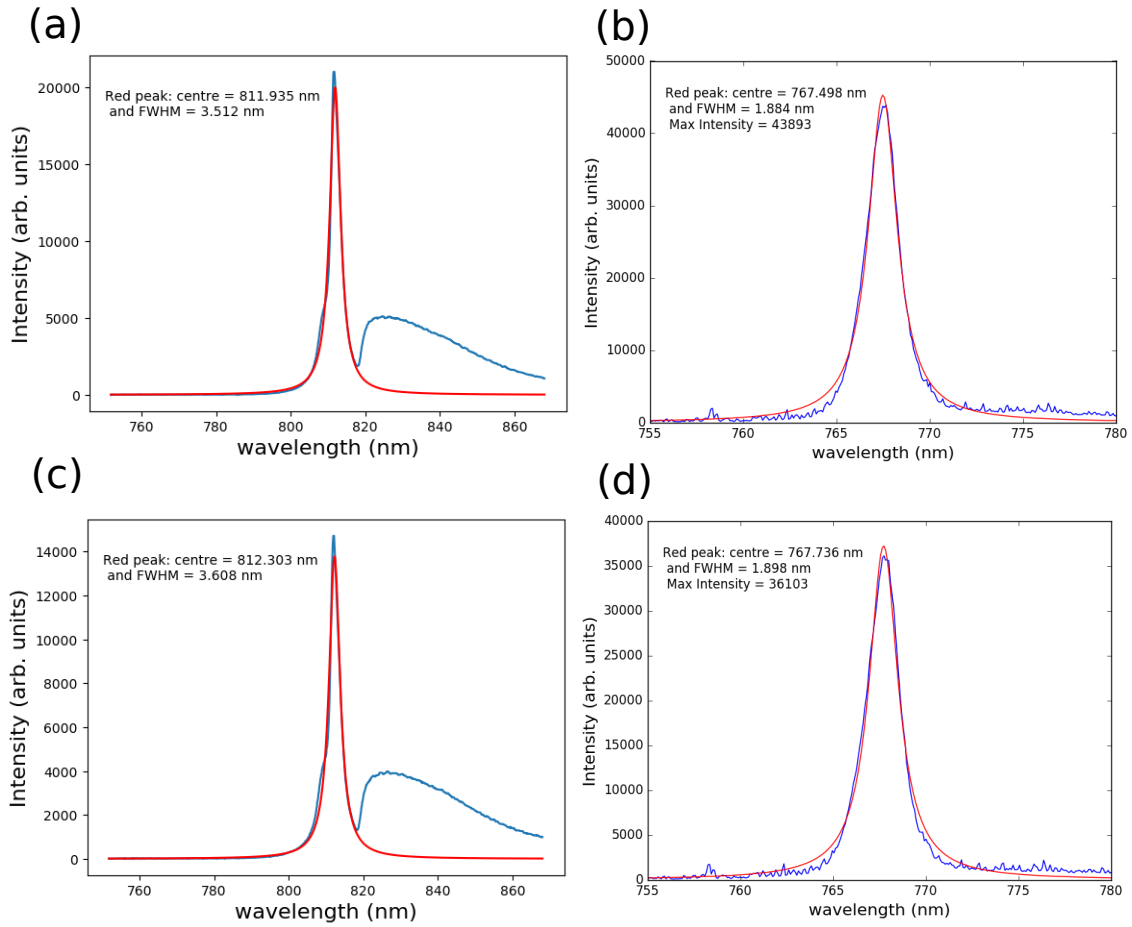 (a)
Red peak: centre = 811.935 nm
and FWHM = 3.512 nm
20000
15000
10000
5000
0
760
780
800
820
840
860
Intensity (arb. units)
wavelength (nm)
(b)
Red peak: centre = 767.498 nm
and FWHM = 1.884 nm
Max Intensity = 43893
50000
40000
30000
20000
10000
0
755
760
765
770
775
780
Intensity (arb. units)
wavelength (nm)
(c)
Red peak: centre = 812.303 nm
and FWHM = 3.608 nm
14000
12000
10000
8000
6000
4000
2000
0
760
780
800
820
840
860
Intensity (arb. units)
wavelength (nm)
(d)
Red peak: centre = 767.736 nm
and FWHM = 1.898 nm
Max Intensity = 36103
40000
35000
30000
25000
20000
15000
10000
5000
0
755
760
765
770
775
780
Intensity (arb. units)
wavelength (nm)